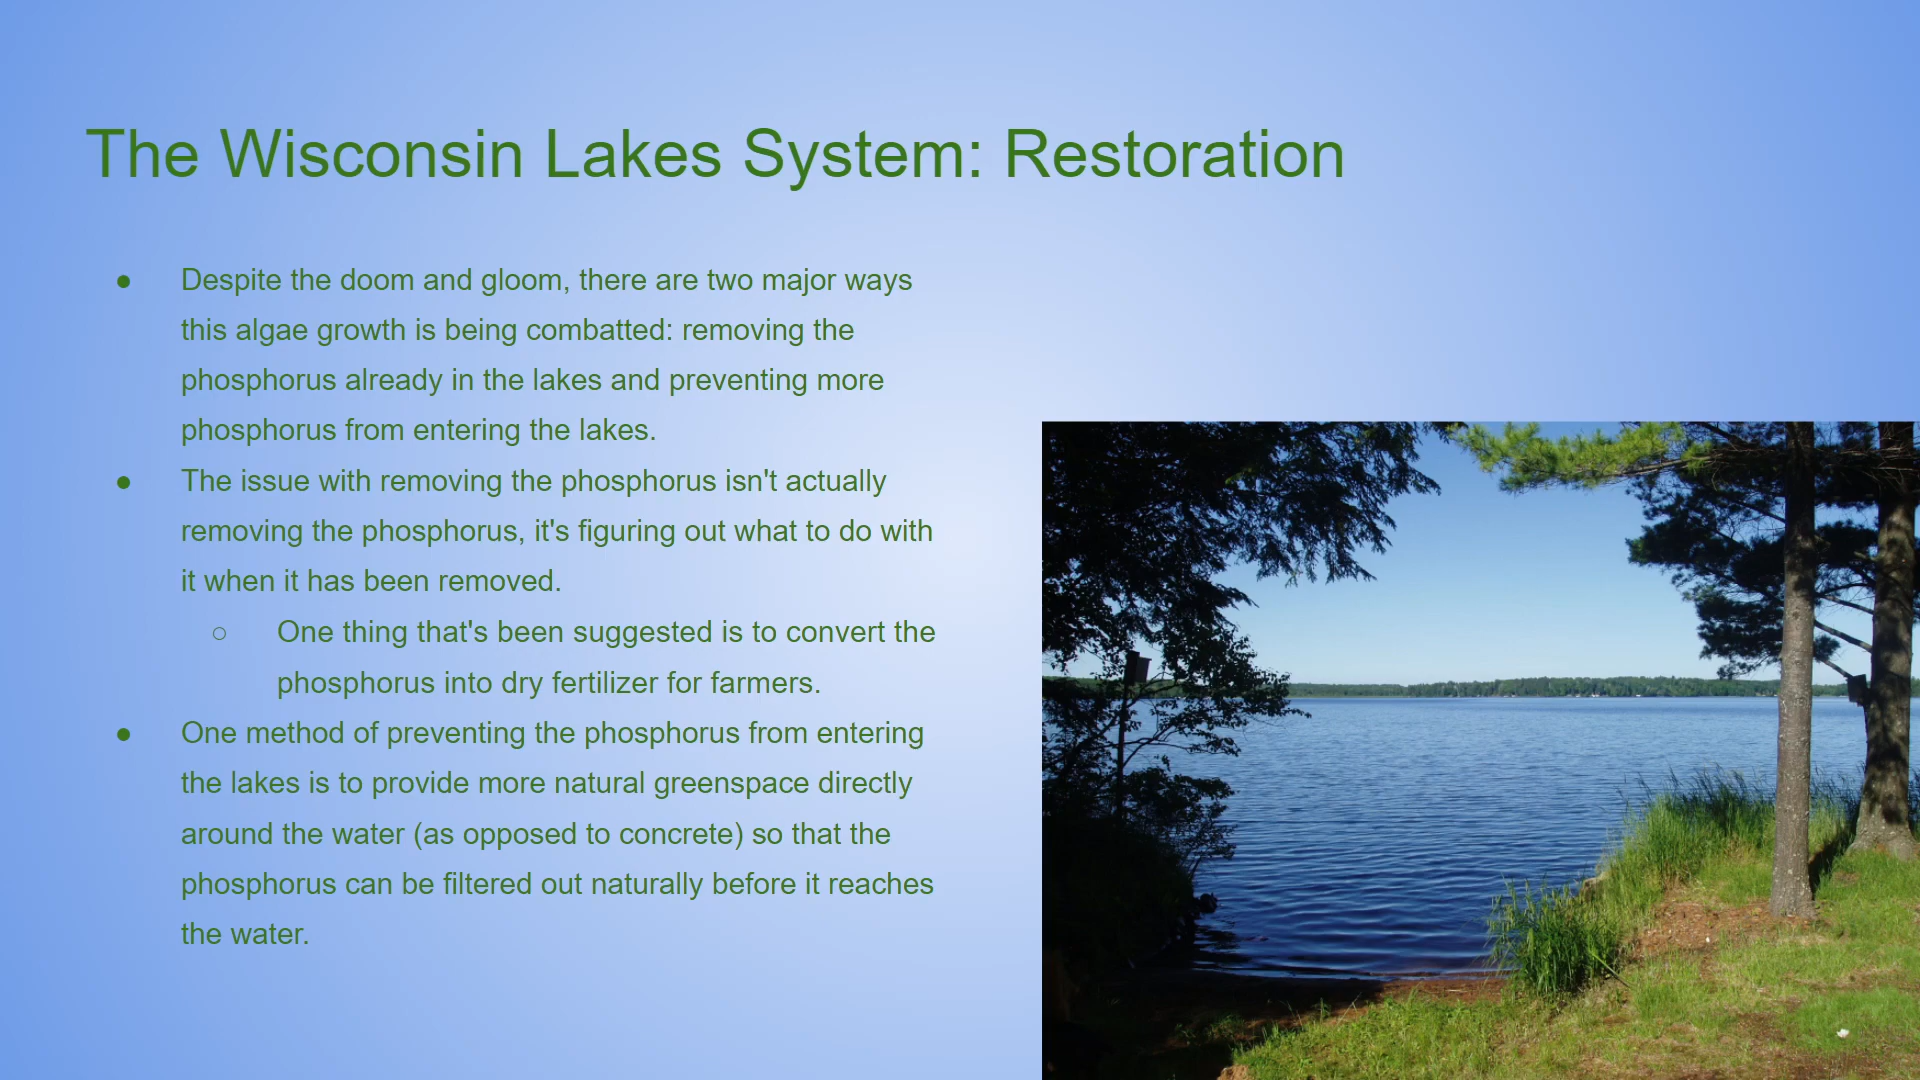 The Wisconsin Lakes System: Restoration
● Despite the doom and gloom, there are two major ways
this algae growth is being combatted: removing the
phosphorus already in the lakes and preventing more
phosphorus from entering the lakes.
● The issue with removing the phosphorus isn't actually
removing the phosphorus, it's figuring out what to do with
it when it has been removed.
○ One thing that's been suggested is to convert the
phosphorus into dry fertilizer for farmers.
● One method of preventing the phosphorus from entering
the lakes is to provide more natural greenspace directly
around the water (as opposed to concrete) so that the
phosphorus can be filtered out naturally before it reaches
the water.